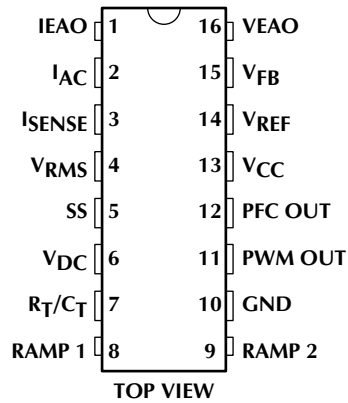 IEAO 1 16 VEAO
IAC 2 15 VFB
ISENSE 3 14 VREF
VRMS 4 13 VCC
SS 5 12 PFC OUT
VDC 6 11 PWM OUT
RT/CT 7 10 GND
RAMP 1 8 9 RAMP 2
TOP VIEW